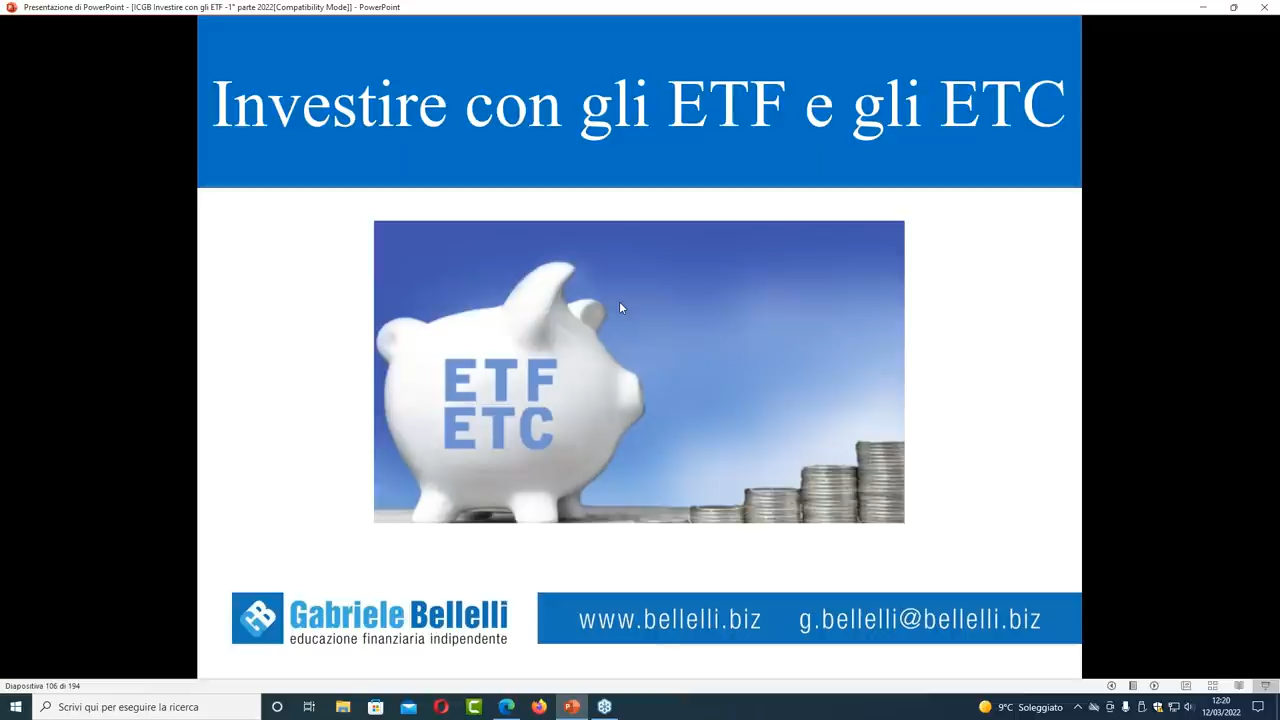 Presentazione di PowerPoint - [ICGB Investire con gli ETF -1° parte 2022[Compatibility Mode]] - PowerPoint
Investire con gli ETF e gli ETC
ETF
ETC
Gabriele Bellelli
educazione finanziaria indipendente
www.bellelli.biz g.bellelli@bellelli.biz
Diapositiva 106 di 194
Scrivi qui per eseguire la ricerca
9°C Soleggiato
12:20
12/03/2022